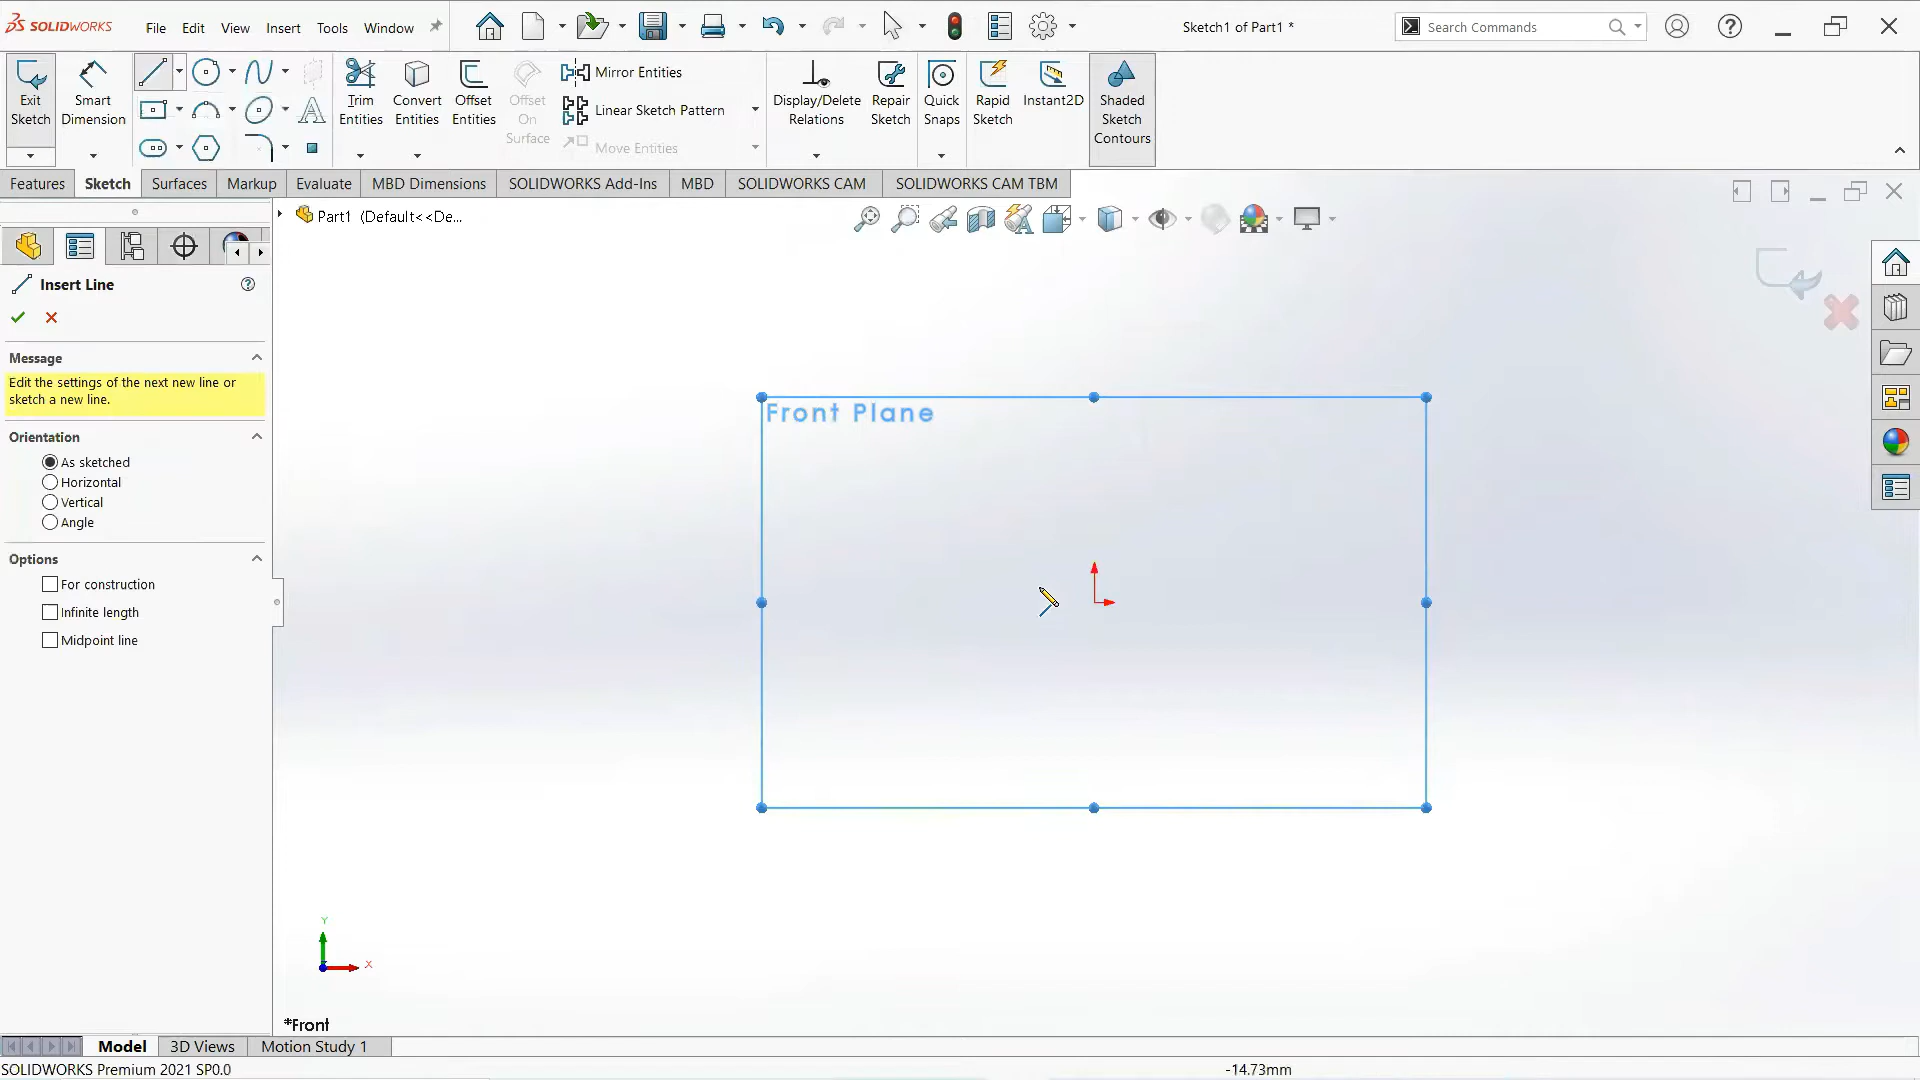 SOLIDWORKS File Edit View Insert Tools Window Sketch1 of Part1 * Search Commands
Exit Sketch
Smart Dimension
Trim Entities
Convert Entities
Offset Entities
Offset On Surface
Mirror Entities
Linear Sketch Pattern
Move Entities
Display/Delete Relations
Repair Sketch
Quick Snaps
Rapid Sketch
Instant2D
Shaded Sketch Contours
Features Sketch Surfaces Markup Evaluate MBD Dimensions SOLIDWORKS Add-Ins MBD SOLIDWORKS CAM SOLIDWORKS CAM TBM
Part1 (Default<<De...
Insert Line
Message
Edit the settings of the next new line or
sketch a new line.
Orientation
As sketched
Horizontal
Vertical
Angle
Options
For construction
Infinite length
Midpoint line
Front Plane
Y
X
*Front
Model 3D Views Motion Study 1
SOLIDWORKS Premium 2021 SP0.0 -14.73mm